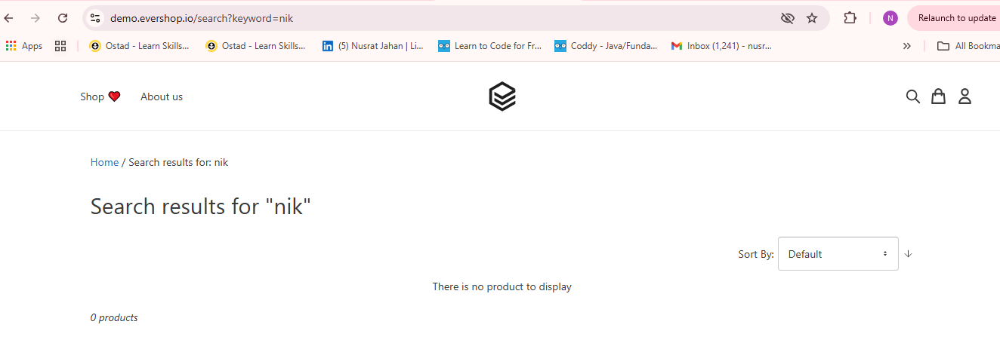 demo.evershop.io/search?keyword=nik
N
Relaunch to update
Apps
Ostad - Learn Skills...
Ostad - Learn Skills...
(5) Nusrat Jahan | Li...
Learn to Code for Fr...
Coddy - Java/Funda...
Inbox (1,241) - nusr...
»
All Bookma
Shop ❤️
About us
Home / Search results for: nik
Search results for "nik"
Sort By: Default
There is no product to display
0 products